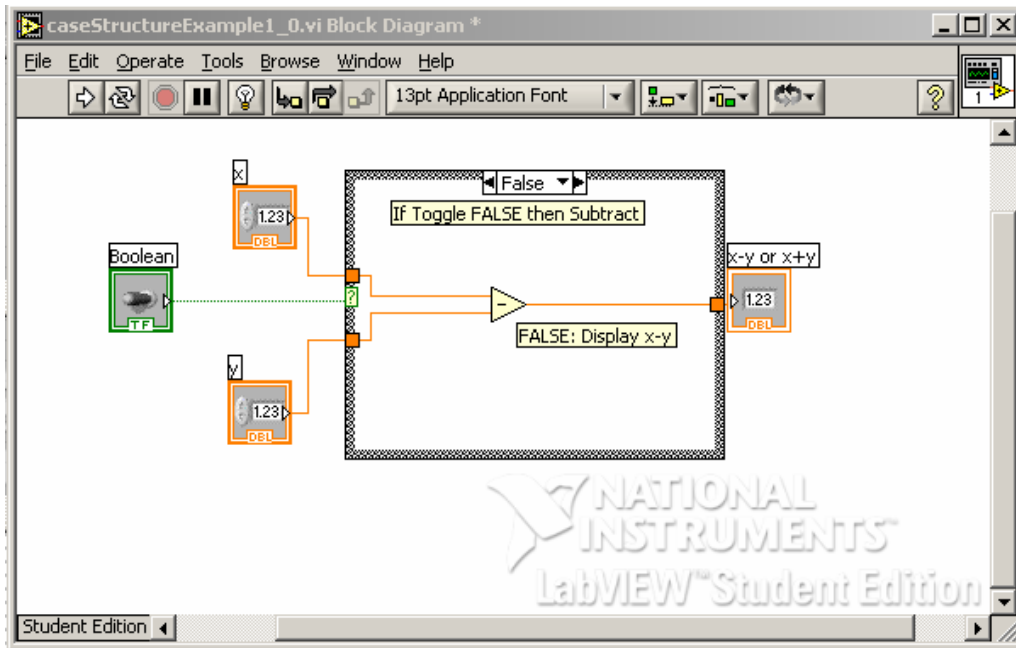 caseStructureExample1_0.vi Block Diagram *
File Edit Operate Tools Browse Window Help
13pt Application Font
?
1
x
1.23
DBL
False
If Toggle FALSE then Subtract
Boolean
TF
?
x-y or x+y
1.23
DBL
-
FALSE: Display x-y
y
1.23
DBL
NATIONAL
INSTRUMENTS™
LabVIEW™ Student Edition
Student Edition